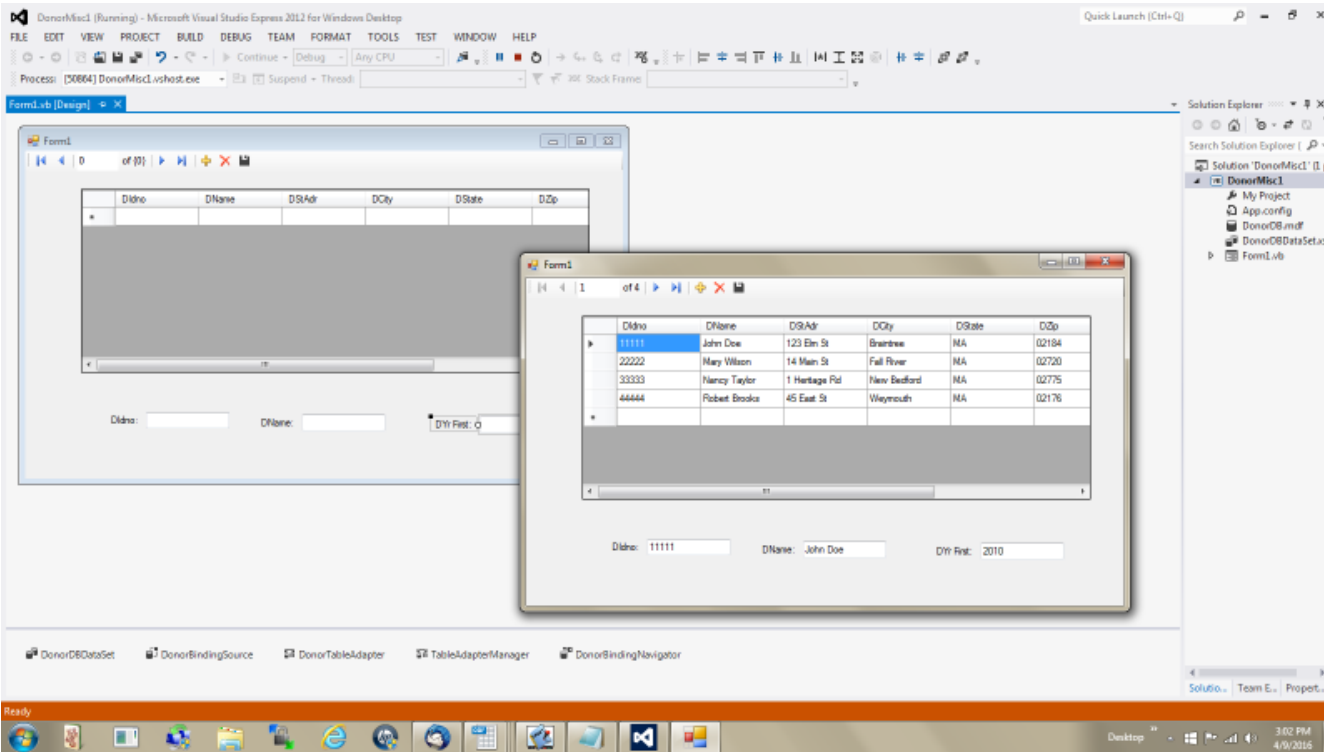 DonorMisc1 (Running) - Microsoft Visual Studio Express 2012 for Windows Desktop
Quick Launch (Ctrl+Q)
FILE EDIT VIEW PROJECT BUILD DEBUG TEAM FORMAT TOOLS TEST WINDOW HELP
Continue Debug Any CPU
Process: [50864] DonorMisc1.vshost.exe Suspend Thread: Stack Frame:
Form1.vb [Design]
Form1
0 of {0}
DIdno DName DStAdr DCity DState DZip
DIdno: DName: DYr First:
Form1
1 of 4
DIdno DName DStAdr DCity DState DZip
11111 John Doe 123 Elm St Braintree MA 02184
22222 Mary Wilson 14 Main St Fall River MA 02720
33333 Nancy Taylor 1 Heritage Rd New Bedford MA 02775
44444 Robert Brooks 45 East St Weymouth MA 02176
DIdno: 11111 DName: John Doe DYr First: 2010
DonorDBDataSet DonorBindingSource DonorTableAdapter TableAdapterManager DonorBindingNavigator
Solution Explorer
Search Solution Explorer (
Solution 'DonorMisc1' (1
DonorMisc1
My Project
App.config
DonorDB.mdf
DonorDBDataSet.xs
Form1.vb
Solutio... Team E... Propert...
Ready
Desktop
3:02 PM
4/9/2016